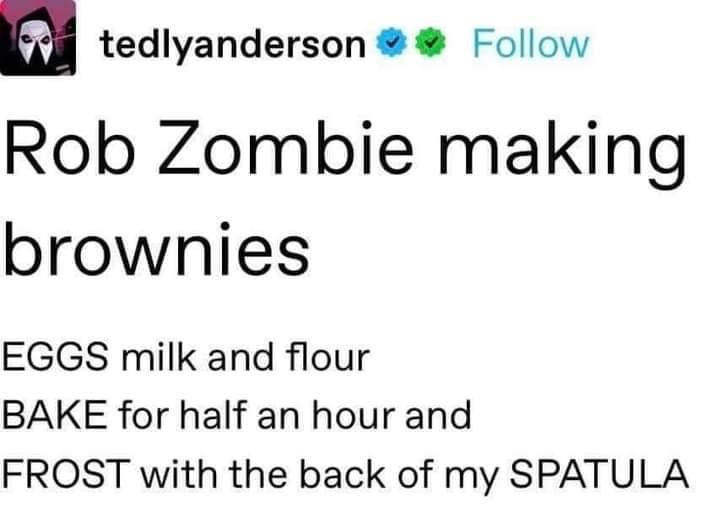 tedlyanderson Follow
Rob Zombie making
brownies
EGGS milk and flour
BAKE for half an hour and
FROST with the back of my SPATULA